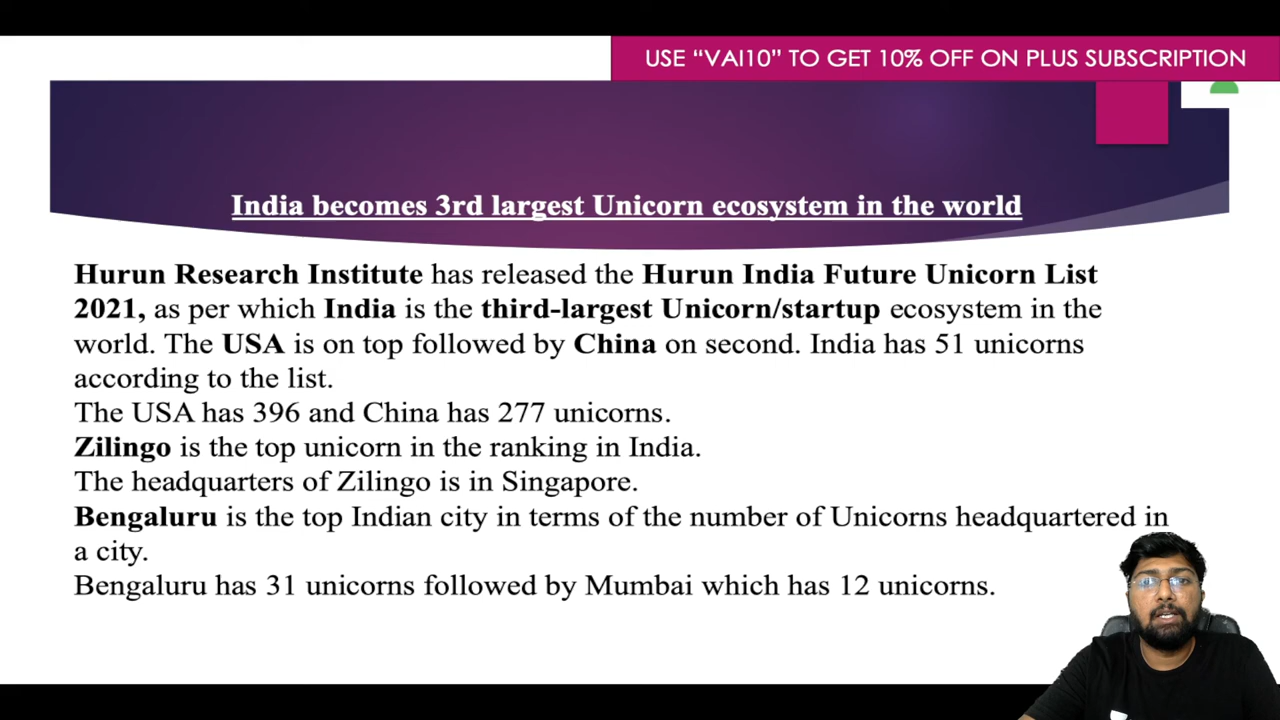 USE “VAI10” TO GET 10% OFF ON PLUS SUBSCRIPTION
India becomes 3rd largest Unicorn ecosystem in the world
Hurun Research Institute has released the Hurun India Future Unicorn List
2021, as per which India is the third-largest Unicorn/startup ecosystem in the
world. The USA is on top followed by China on second. India has 51 unicorns
according to the list.
The USA has 396 and China has 277 unicorns.
Zilingo is the top unicorn in the ranking in India.
The headquarters of Zilingo is in Singapore.
Bengaluru is the top Indian city in terms of the number of Unicorns headquartered in
a city.
Bengaluru has 31 unicorns followed by Mumbai which has 12 unicorns.